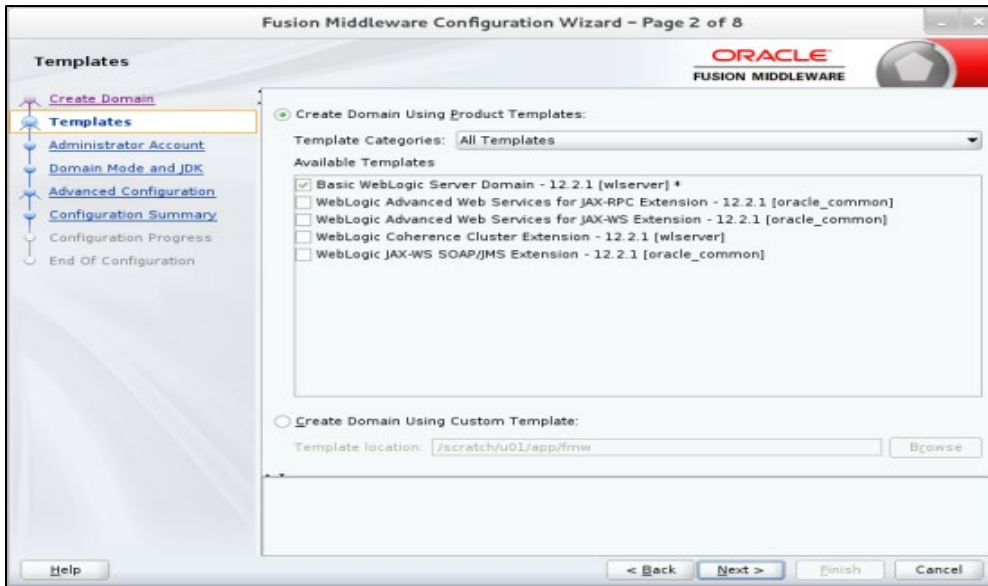 Fusion Middleware Configuration Wizard - Page 2 of 8
Templates
ORACLE
FUSION MIDDLEWARE
Create Domain
Templates
Administrator Account
Domain Mode and JDK
Advanced Configuration
Configuration Summary
Configuration Progress
End Of Configuration
Create Domain Using Product Templates:
Template Categories: All Templates
Available Templates
Basic WebLogic Server Domain - 12.2.1 [wlserver] *
WebLogic Advanced Web Services for JAX-RPC Extension - 12.2.1 [oracle_common]
WebLogic Advanced Web Services for JAX-WS Extension - 12.2.1 [oracle_common]
WebLogic Coherence Cluster Extension - 12.2.1 [wlserver]
WebLogic JAX-WS SOAP/JMS Extension - 12.2.1 [oracle_common]
Create Domain Using Custom Template:
Template location: /scratch/u01/app/fmw Browse
Help < Back Next > Finish Cancel